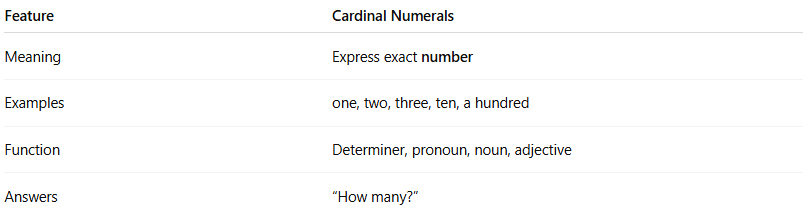 Feature Cardinal Numerals
Meaning Express exact number
Examples one, two, three, ten, a hundred
Function Determiner, pronoun, noun, adjective
Answers “How many?”